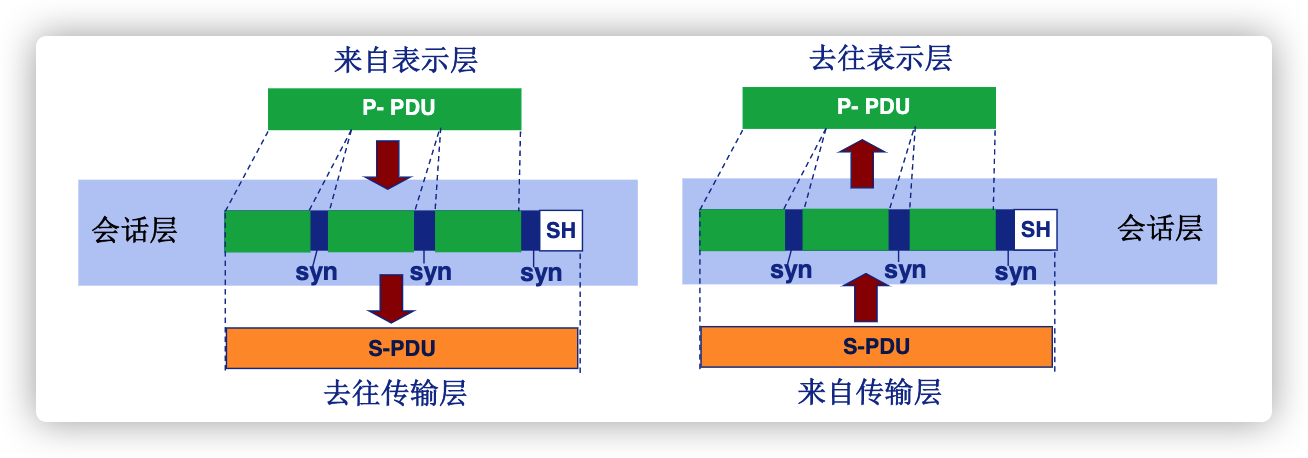 来自表示层
P- PDU
会话层
SH
syn
syn
syn
S-PDU
去往传输层
去往表示层
P- PDU
SH
会话层
syn
syn
syn
S-PDU
来自传输层